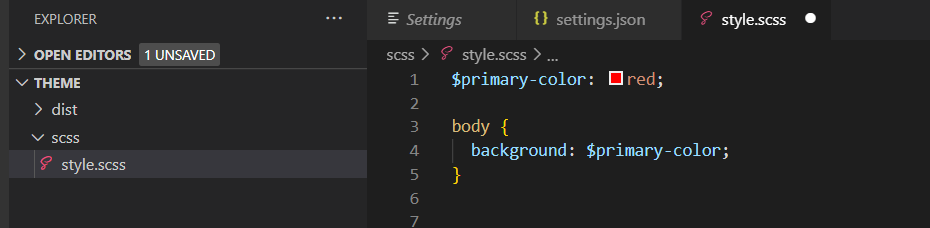 EXPLORER ...
OPEN EDITORS 1 UNSAVED
THEME
dist
scss
style.scss
Settings settings.json style.scss
scss > style.scss > ...
1 $primary-color: red;
2
3 body {
4 background: $primary-color;
5 }
6
7